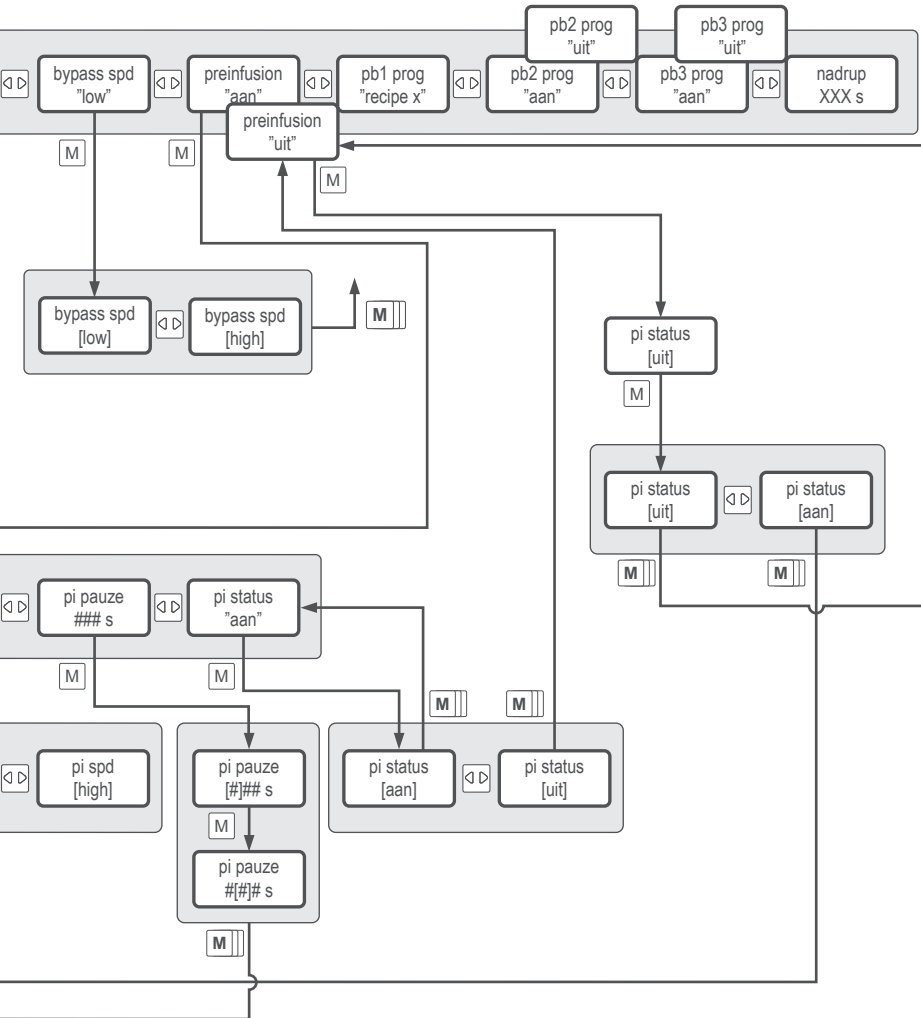 pb2 prog
"uit"
pb3 prog
"uit"
bypass spd
"low"
preinfusion
"aan"
pb1 prog
"recipe x"
pb2 prog
"aan"
pb3 prog
"aan"
nadrup
XXX s
preinfusion
"uit"
M
M
M
bypass spd
[low]
bypass spd
[high]
M
pi status
[uit]
M
pi status
[uit]
pi status
[aan]
M
M
pi pauze
### s
pi status
"aan"
M
M
M
M
pi spd
[high]
pi pauze
[#]## s
pi status
[aan]
pi status
[uit]
M
pi pauze
#[#]# s
M